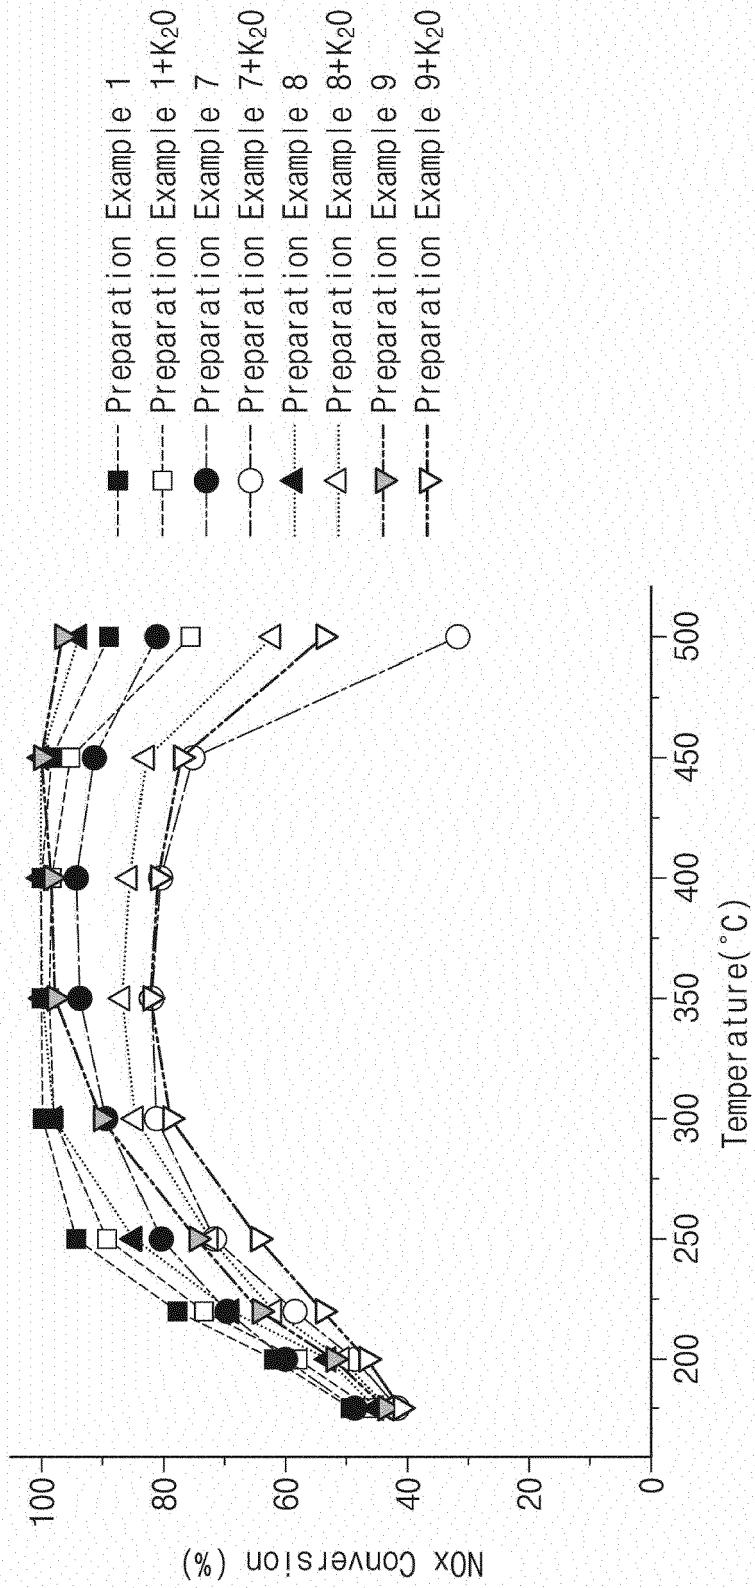 Preparation Example 1
Preparation Example 1+K₂O
Preparation Example 7
Preparation Example 7+K₂O
Preparation Example 8
Preparation Example 8+K₂O
Preparation Example 9
Preparation Example 9+K₂O
NOx Conversion (%)
100
80
60
40
20
0
200
250
300
350
400
450
500
Temperature(°C)